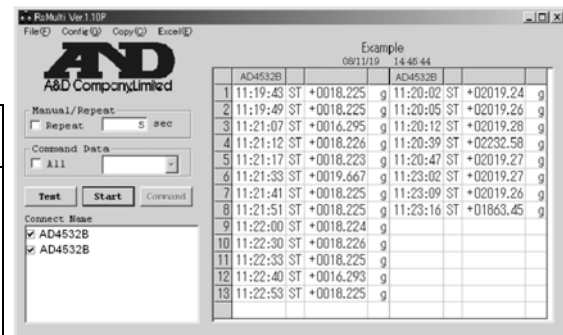 RsMulti Ver.1.10P
File(F) Config(G) Copy(C) Excel(E)
A&D Company,Limited
Manual/Repeat
Repeat 5 sec
Command Data
All
Test Start Command
Connect Name
AD4532B
AD4532B
Example
08/11/19 14:45:44
AD4532B AD4532B
1 11:19:43 ST +0018.225 g 11:20:02 ST +02019.24 g
2 11:19:49 ST +0018.225 g 11:20:05 ST +02019.26 g
3 11:21:07 ST +0016.295 g 11:20:12 ST +02019.28 g
4 11:21:12 ST +0018.226 g 11:20:39 ST +02232.58 g
5 11:21:17 ST +0018.223 g 11:20:47 ST +02019.27 g
6 11:21:33 ST +0019.667 g 11:23:02 ST +02019.27 g
7 11:21:41 ST +0018.225 g 11:23:09 ST +02019.26 g
8 11:21:51 ST +0018.225 g 11:23:16 ST +01863.45 g
9 11:22:00 ST +0018.224 g
10 11:22:30 ST +0018.226 g
11 11:22:33 ST +0018.225 g
12 11:22:40 ST +0016.293 g
13 11:22:53 ST +0018.225 g